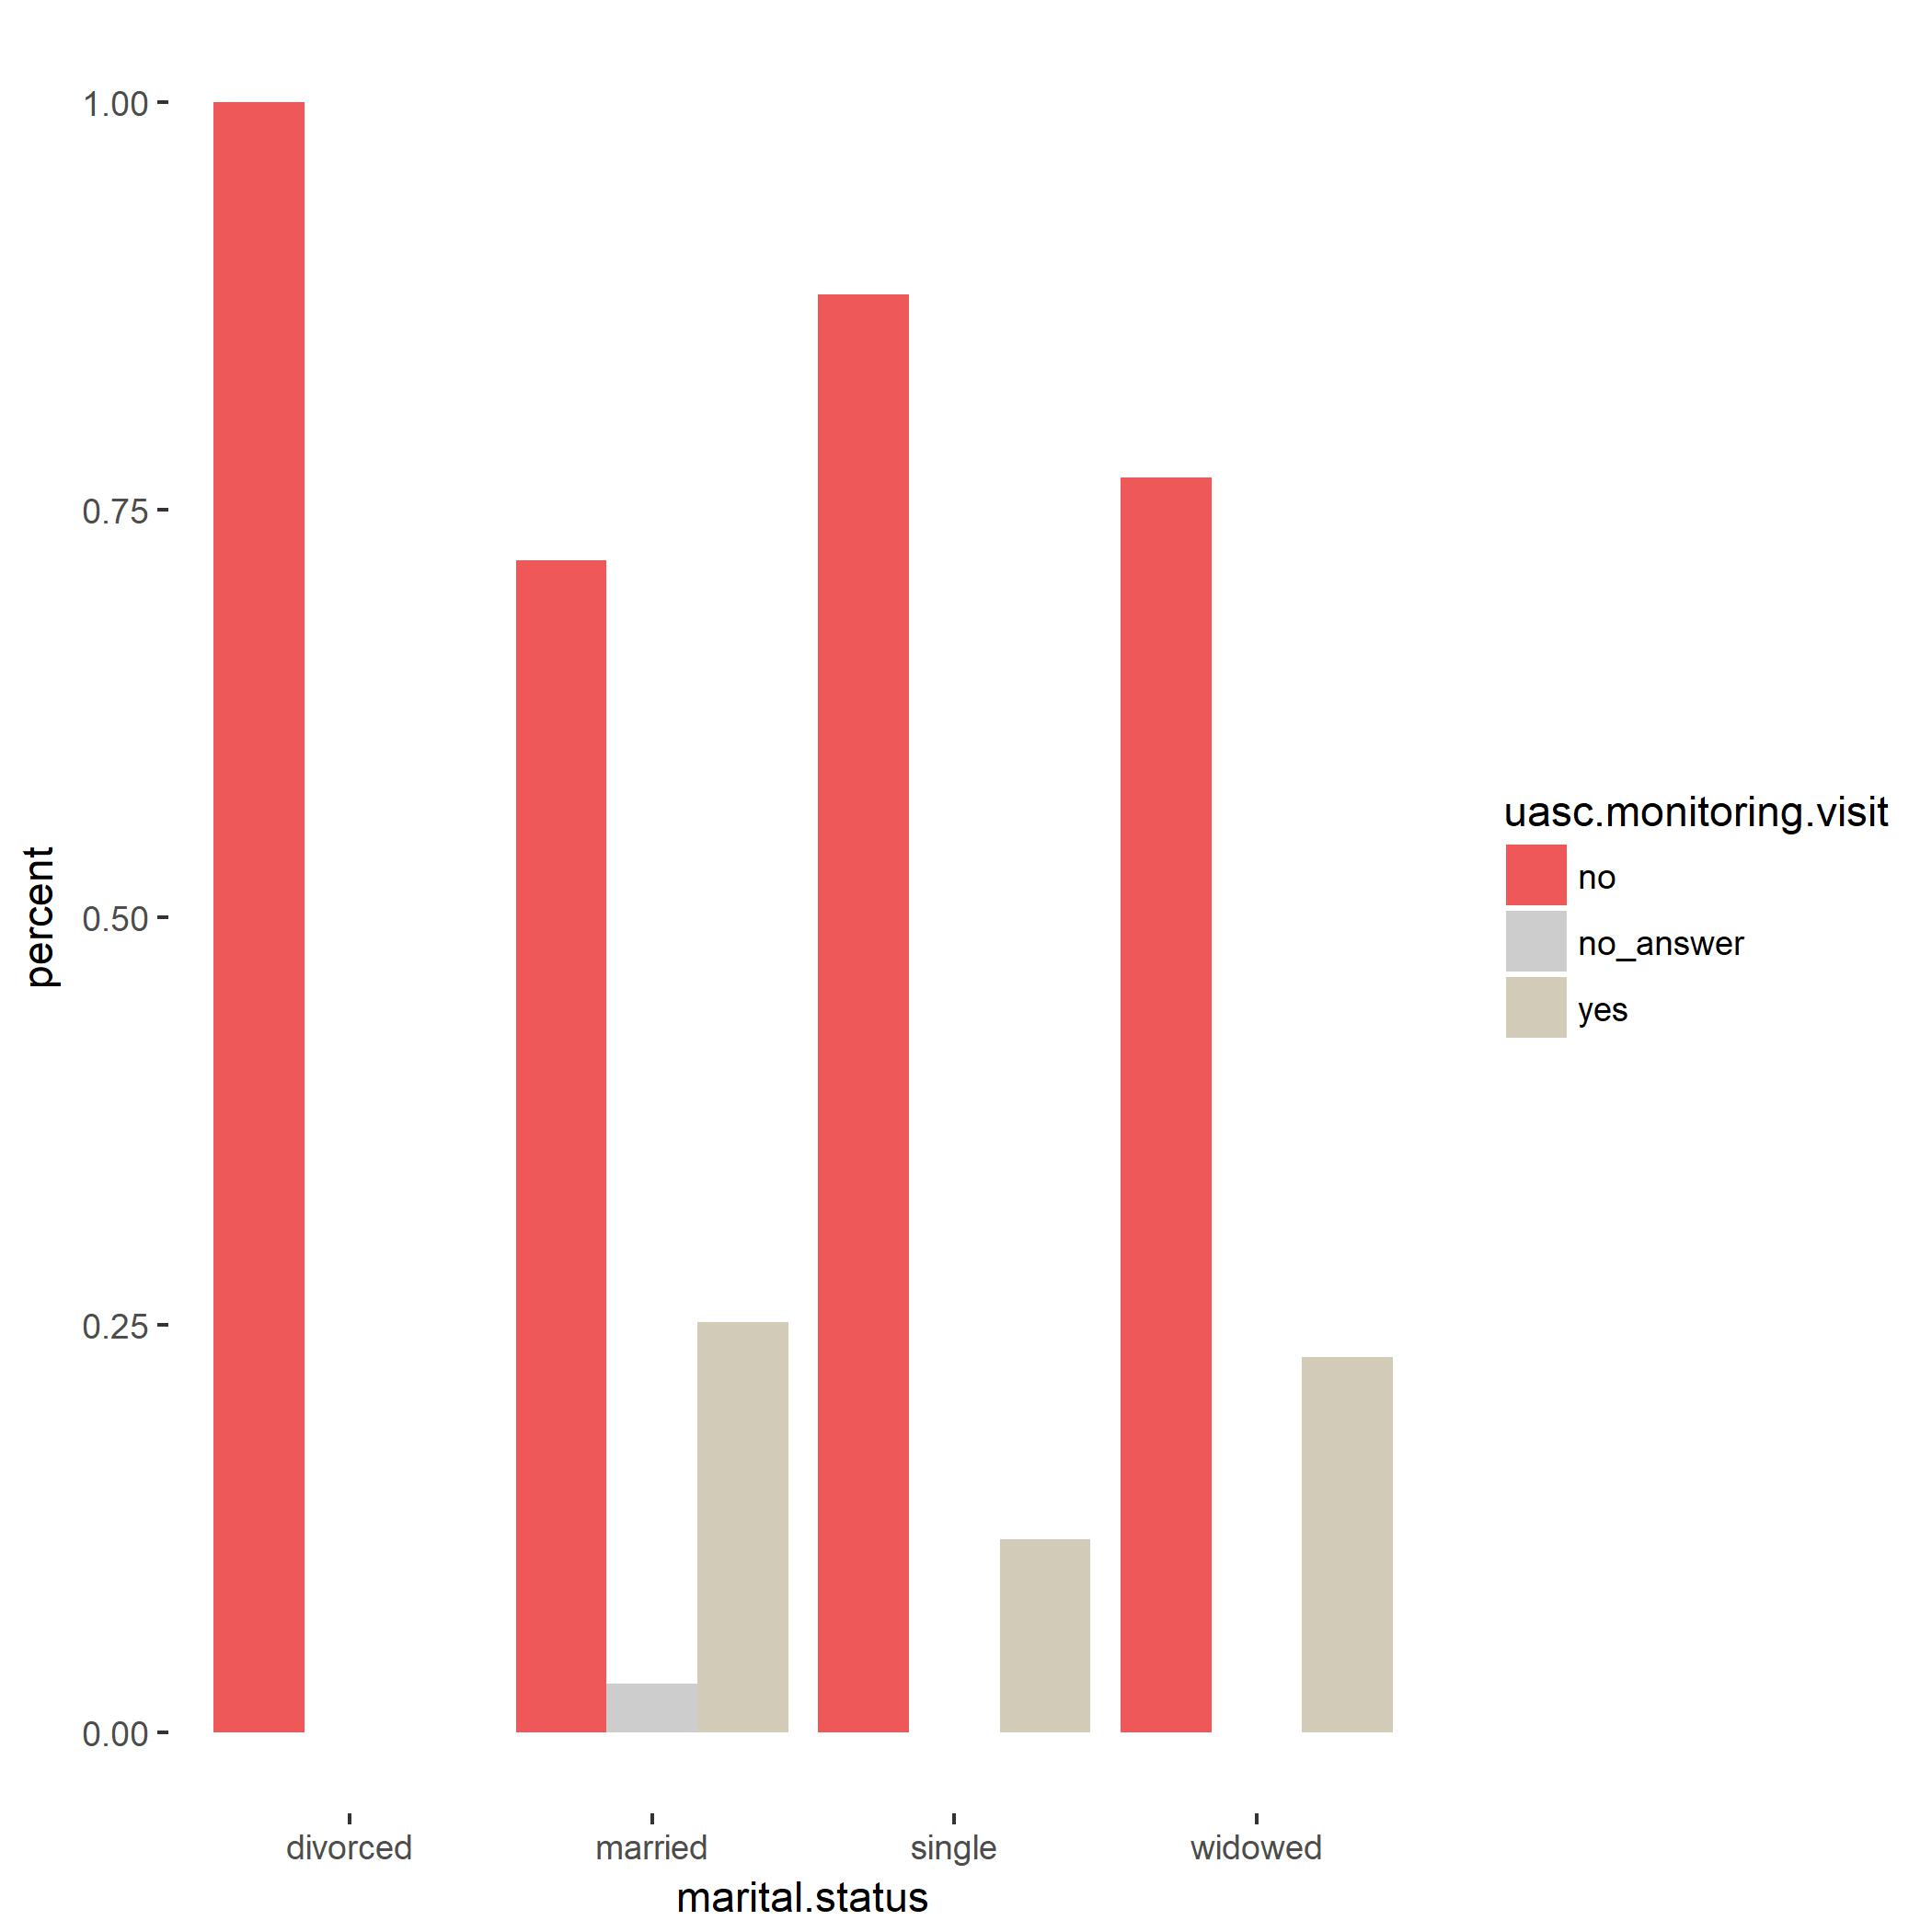 percent
1.00
0.75
0.50
0.25
0.00
divorced married single widowed
marital.status
uasc.monitoring.visit
no
no_answer
yes